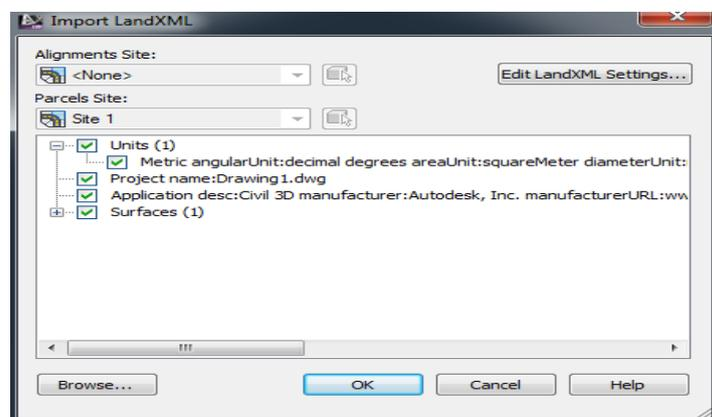 Import LandXML
Alignments Site:
<None>
Edit LandXML Settings...
Parcels Site:
Site 1
Units (1)
Metric angularUnit:decimal degrees areaUnit:squareMeter diameterUnit:
Project name:Drawing1.dwg
Application desc:Civil 3D manufacturer:Autodesk, Inc. manufacturerURL:ww
Surfaces (1)
Browse...
OK
Cancel
Help